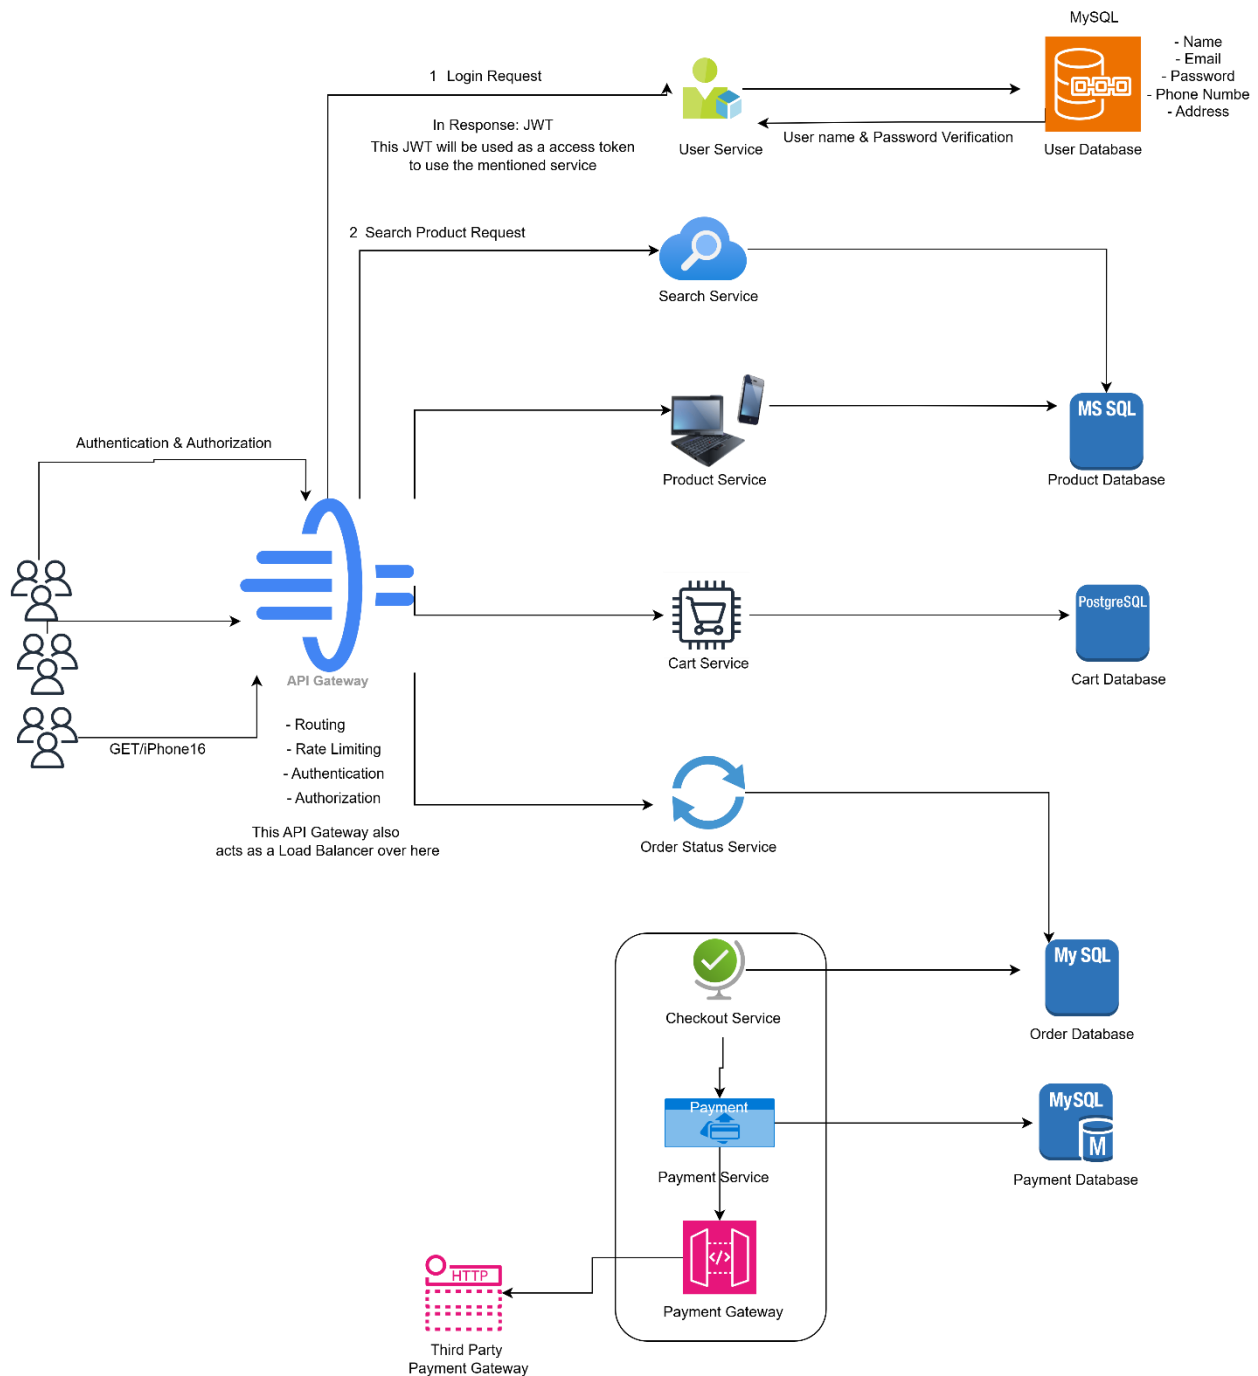 MySQL
- Name
- Email
- Password
- Phone Numbe
- Address
1 Login Request
In Response: JWT
This JWT will be used as a access token
to use the mentioned service
User Service
User name & Password Verification
User Database
2 Search Product Request
Search Service
MS SQL
Product Service
Product Database
Authentication & Authorization
PostgreSQL
Cart Service
Cart Database
API Gateway
GET/iPhone16
- Routing
- Rate Limiting
- Authentication
- Authorization
This API Gateway also
acts as a Load Balancer over here
Order Status Service
My SQL
Checkout Service
Order Database
Payment
MySQL
M
Payment Service
Payment Database
</>
HTTP
Payment Gateway
Third Party
Payment Gateway